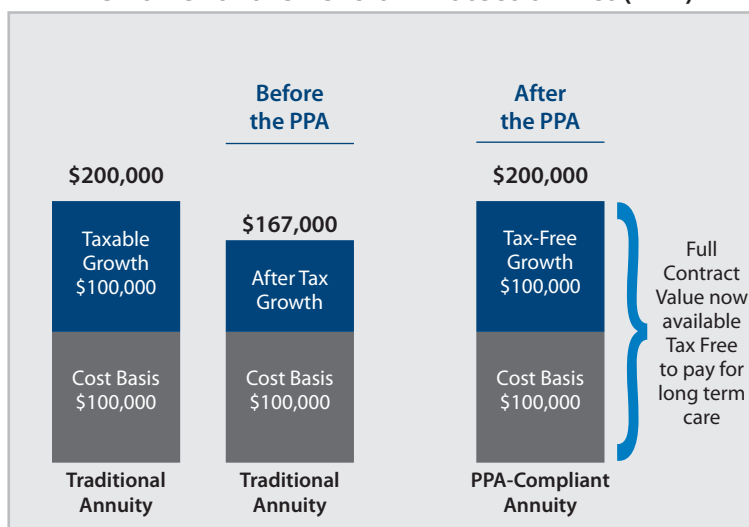 Before
the PPA
After
the PPA
$200,000
$167,000
$200,000
Taxable
Growth
$100,000
After Tax
Growth
Tax-Free
Growth
$100,000
Cost Basis
$100,000
Cost Basis
$100,000
Cost Basis
$100,000
Full
Contract
Value now
available
Tax Free
to pay for
long term
care
Traditional
Annuity
Traditional
Annuity
PPA-Compliant
Annuity